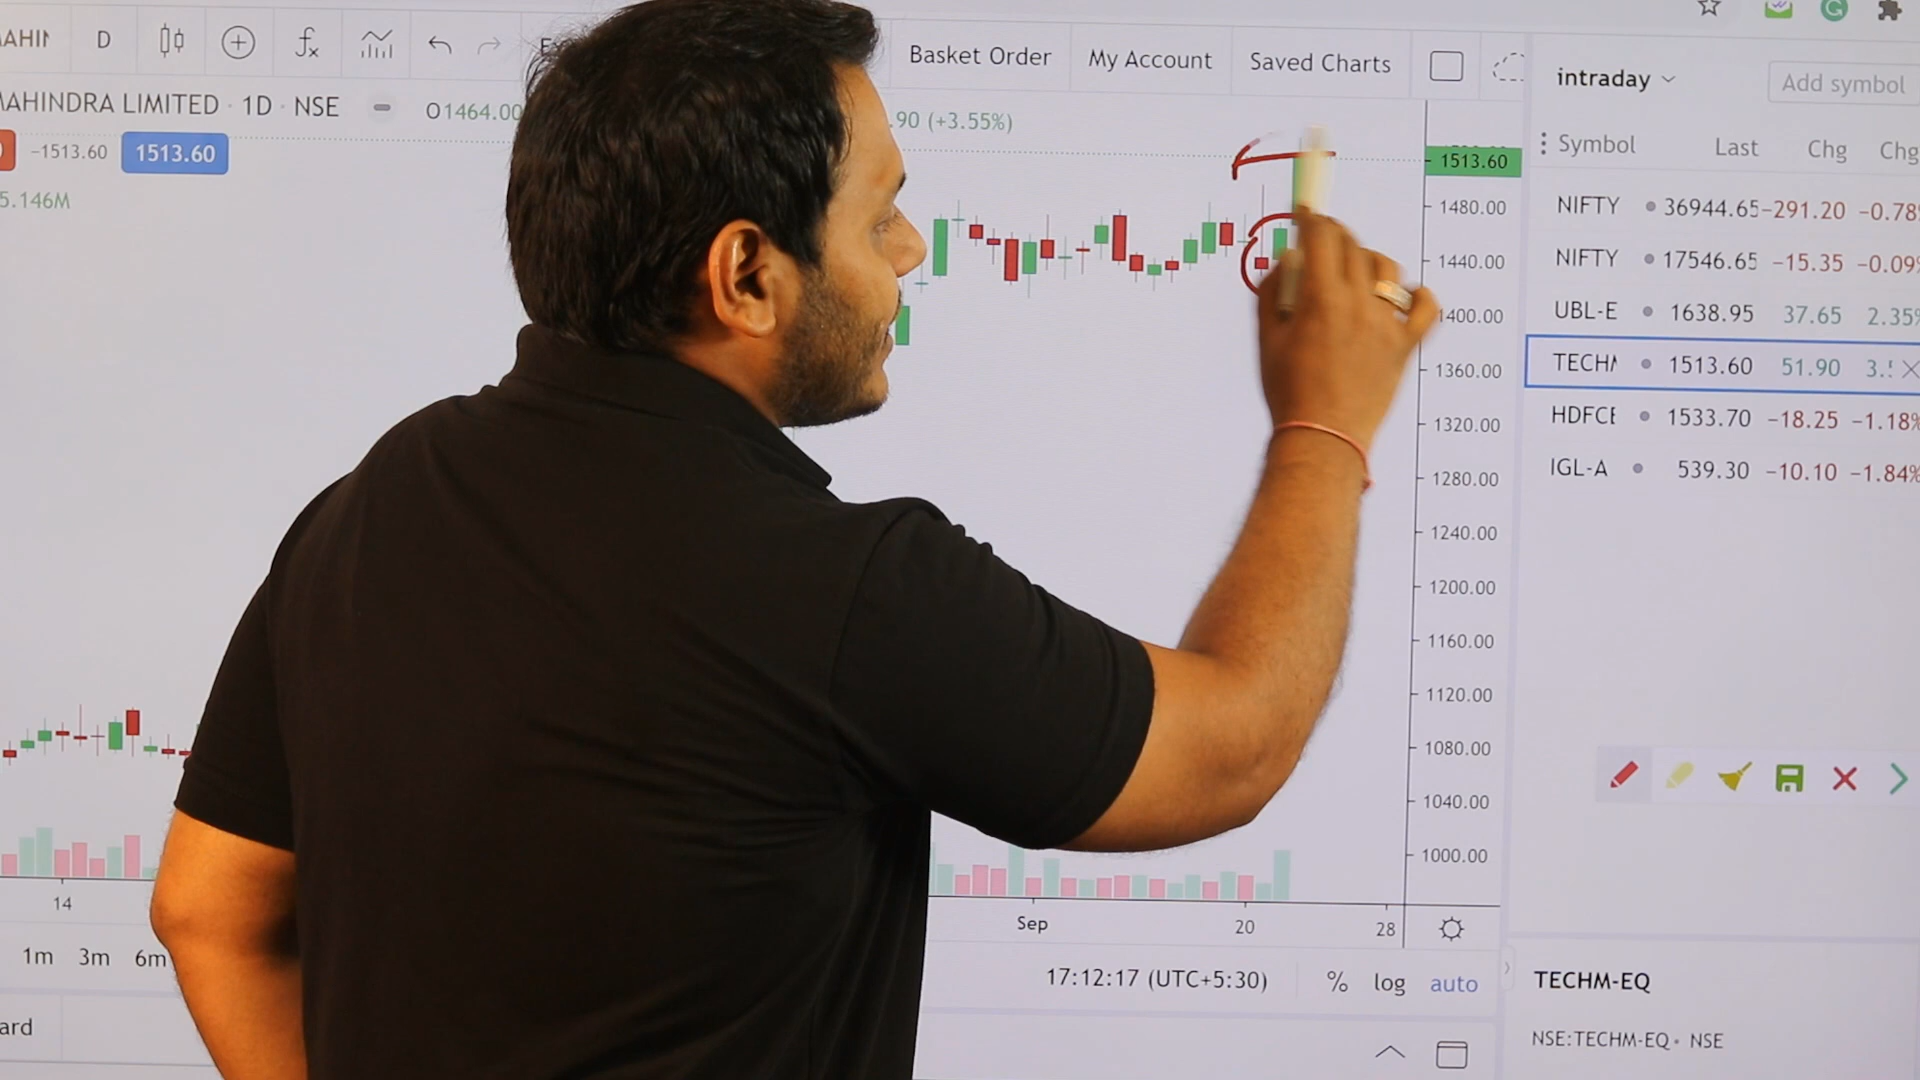 AHIN D fx Basket Order My Account Saved Charts
AHINDRA LIMITED · 1D · NSE O1464.00 .90 (+3.55%)
−1513.60 1513.60
5.146M
1513.60
1480.00
1440.00
1400.00
1360.00
1320.00
1280.00
1240.00
1200.00
1160.00
1120.00
1080.00
1040.00
1000.00
14 Sep 20 28
1m 3m 6m 17:12:17 (UTC+5:30) % log auto
ard
intraday Add symbol
Symbol Last Chg Chg
NIFTY 36944.65 −291.20 −0.78%
NIFTY 17546.65 −15.35 −0.09%
UBL-E 1638.95 37.65 2.35%
TECHM 1513.60 51.90 3.5
HDFCB 1533.70 −18.25 −1.18%
IGL-A 539.30 −10.10 −1.84%
TECHM-EQ
NSE:TECHM-EQ • NSE